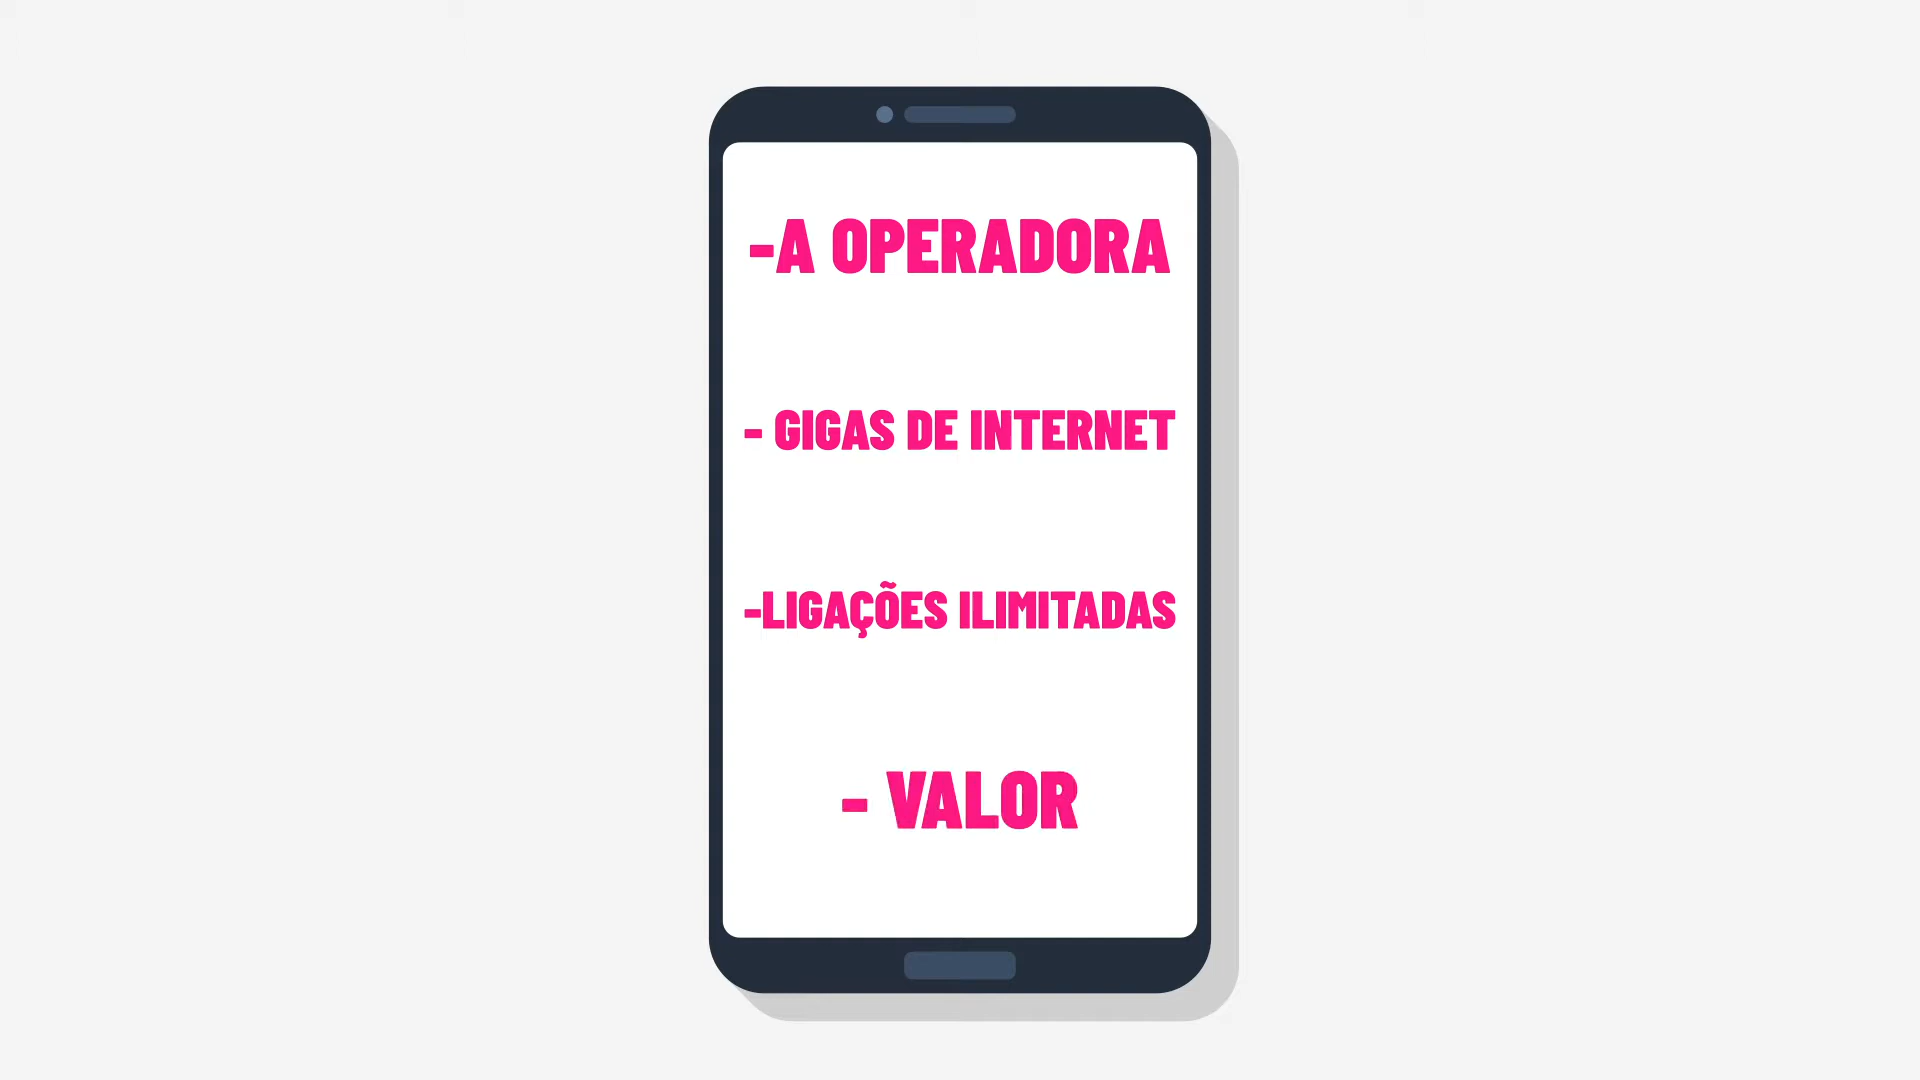 -A OPERADORA
- GIGAS DE INTERNET
-LIGAÇÕES ILIMITADAS
- VALOR